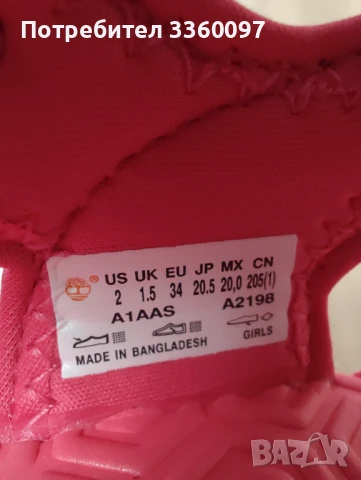 Потребител 3360097
US UK EU JP MX CN
2 1.5 34 20.5 20,0 205(1)
A1AAS A2198
MADE IN BANGLADESH GIRLS
BAZAR